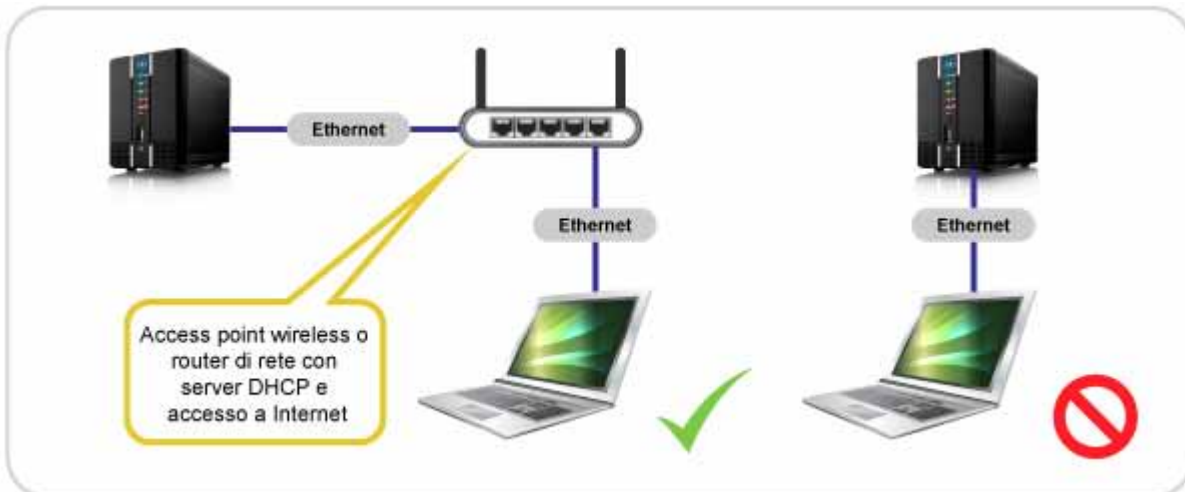 Ethernet
Ethernet
Ethernet
Access point wireless o
router di rete con
server DHCP e
accesso a Internet